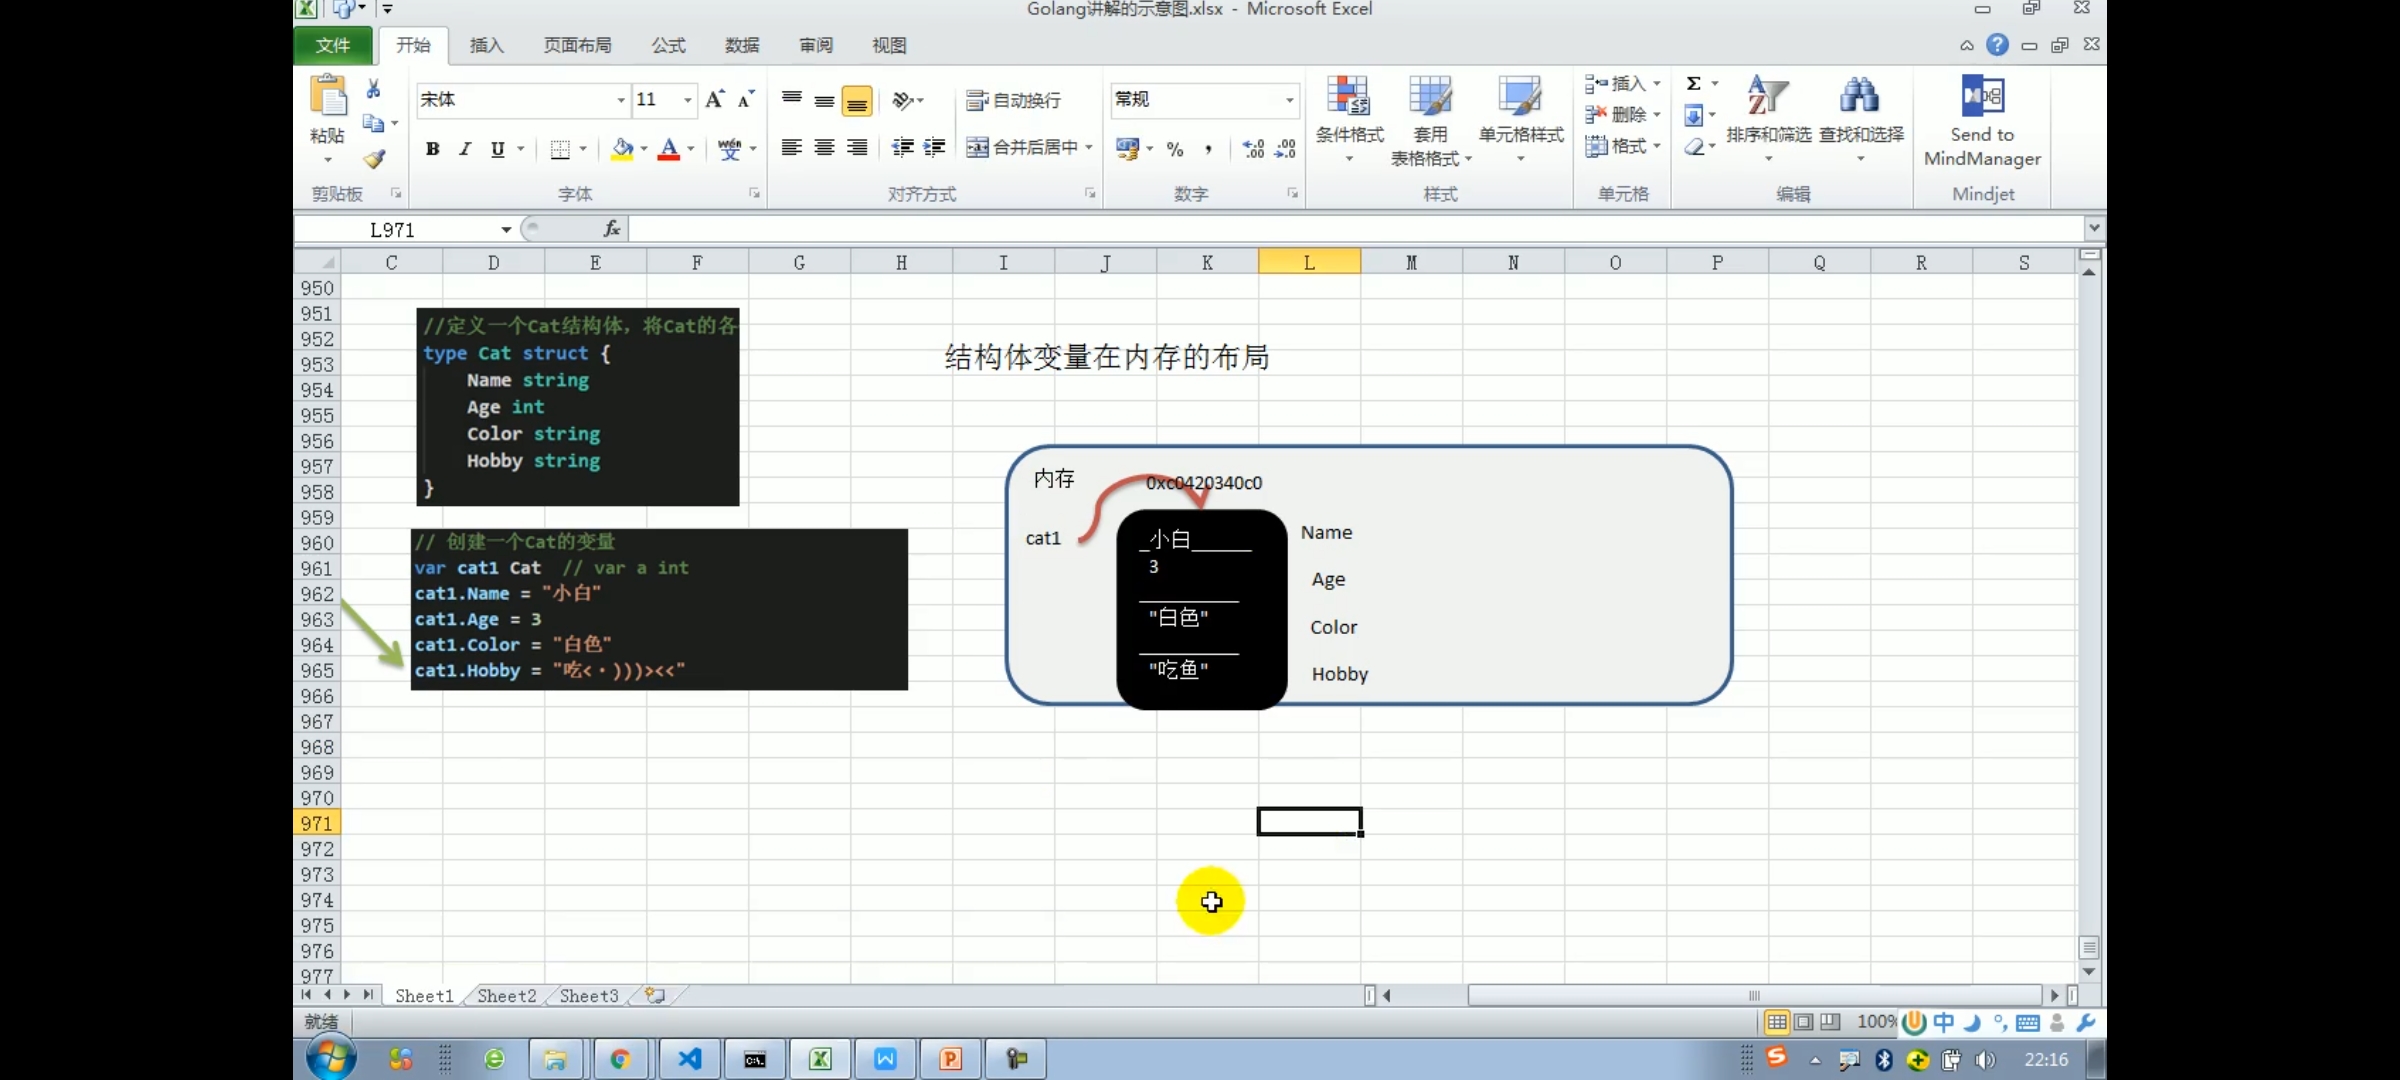 Golang讲解的示意图.xlsx - Microsoft Excel
文件 开始 插入 页面布局 公式 数据 审阅 视图
粘贴
剪贴板
宋体 11
B I U A wén 文
字体
自动换行
合并后居中
对齐方式
常规
% ,
数字
条件格式 套用 表格格式 单元格样式
样式
插入
删除
格式
单元格
Σ
排序和筛选 查找和选择
编辑
Send to MindManager
Mindjet
L971 fx
C D E F G H I J K L M N O P Q R S
950
951
952
953
954
955
956
957
958
959
960
961
962
963
964
965
966
967
968
969
970
971
972
973
974
975
976
977
//定义一个Cat结构体，将Cat的各
type Cat struct {
Name string
Age int
Color string
Hobby string
}
// 创建一个Cat的变量
var cat1 Cat // var a int
cat1.Name = "小白"
cat1.Age = 3
cat1.Color = "白色"
cat1.Hobby = "吃<・)))><<"
结构体变量在内存的布局
内存
0xc0420340c0
cat1
_小白______ Name
3 Age
"白色" Color
"吃鱼" Hobby
Sheet1 Sheet2 Sheet3
就绪
100%
中
22:16